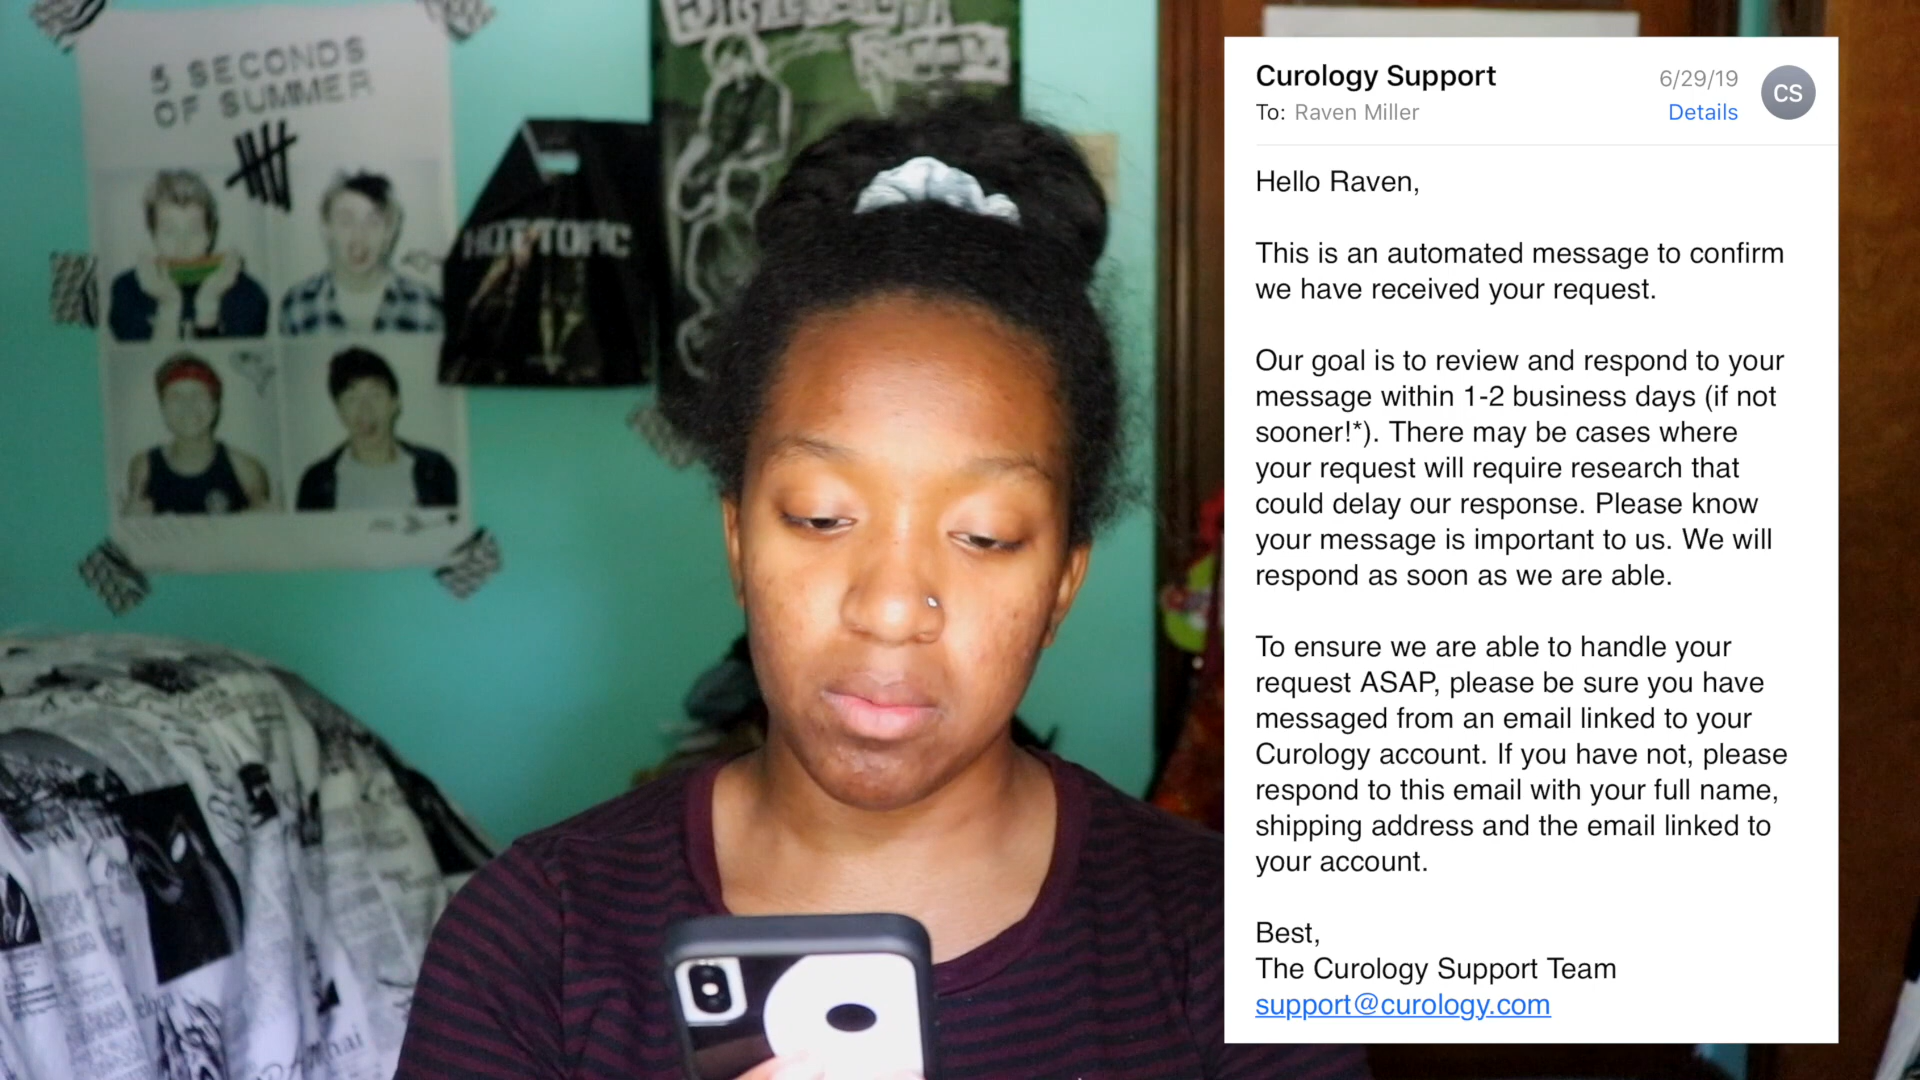 5 SECONDS
OF SUMMER
HOT TOPIC
Curology Support
6/29/19
CS
To: Raven Miller
Details
Hello Raven,
This is an automated message to confirm
we have received your request.
Our goal is to review and respond to your
message within 1-2 business days (if not
sooner!*). There may be cases where
your request will require research that
could delay our response. Please know
your message is important to us. We will
respond as soon as we are able.
To ensure we are able to handle your
request ASAP, please be sure you have
messaged from an email linked to your
Curology account. If you have not, please
respond to this email with your full name,
shipping address and the email linked to
your account.
Best,
The Curology Support Team
support@curology.com